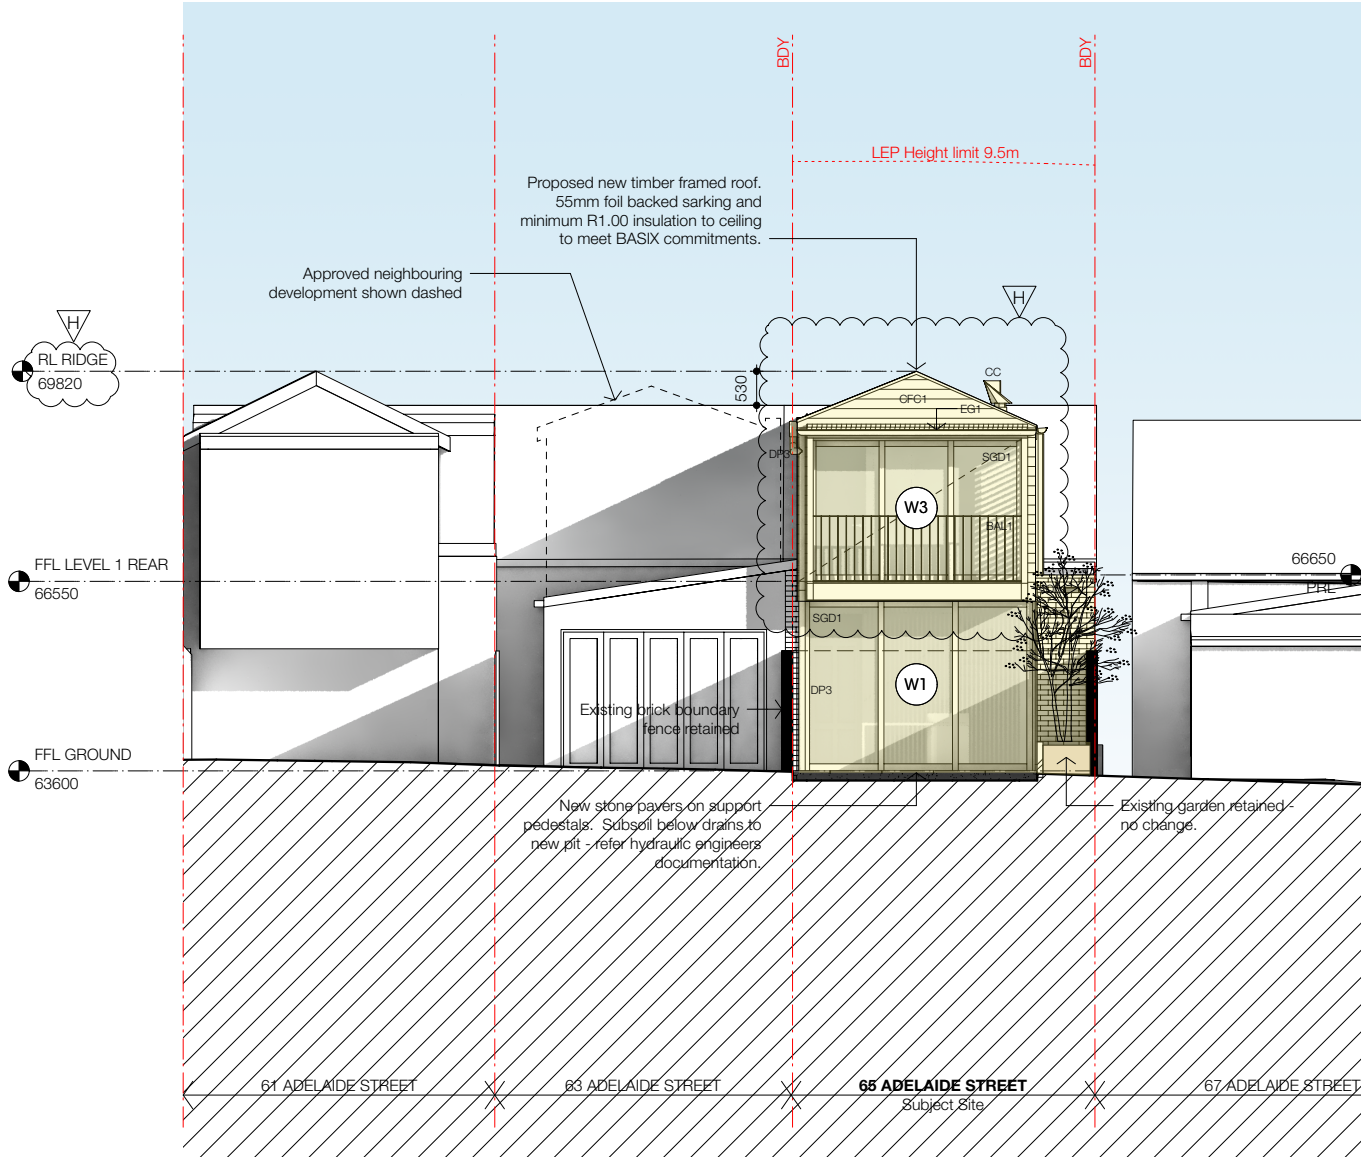 BDY
BDY
LEP Height limit 9.5m
Proposed new timber framed roof.
55mm foil backed sarking and
minimum R1.00 insulation to ceiling
to meet BASIX commitments.
Approved neighbouring
development shown dashed
H
H
RL RIDGE
69820
530
CC
CFC1
EG1
DP3
SGD1
W3
BAL1
FFL LEVEL 1 REAR
66550
66650
PRL
SGD1
W1
DP3
Existing brick boundary
fence retained
FFL GROUND
63600
New stone pavers on support
pedestals. Subsoil below drains to
new pit - refer hydraulic engineers
documentation.
Existing garden retained -
no change.
61 ADELAIDE STREET
63 ADELAIDE STREET
65 ADELAIDE STREET
Subject Site
67 ADELAIDE STREET